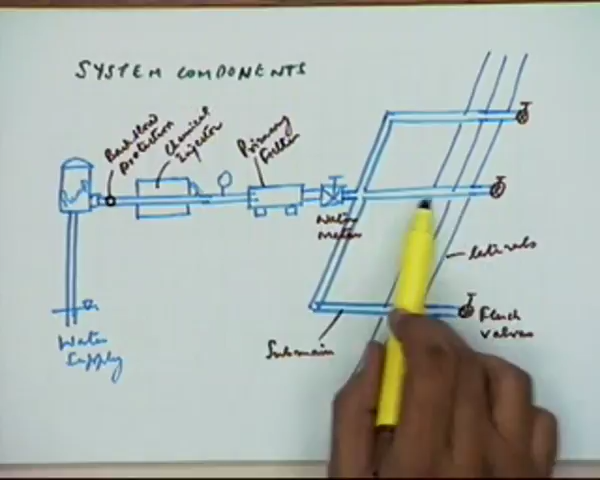 SYSTEM COMPONENTS
Backflow
protection
Chemical
Injector
Primary
Filter
Water
Meter
laterals
Flush
valves
Submain
Water
Supply